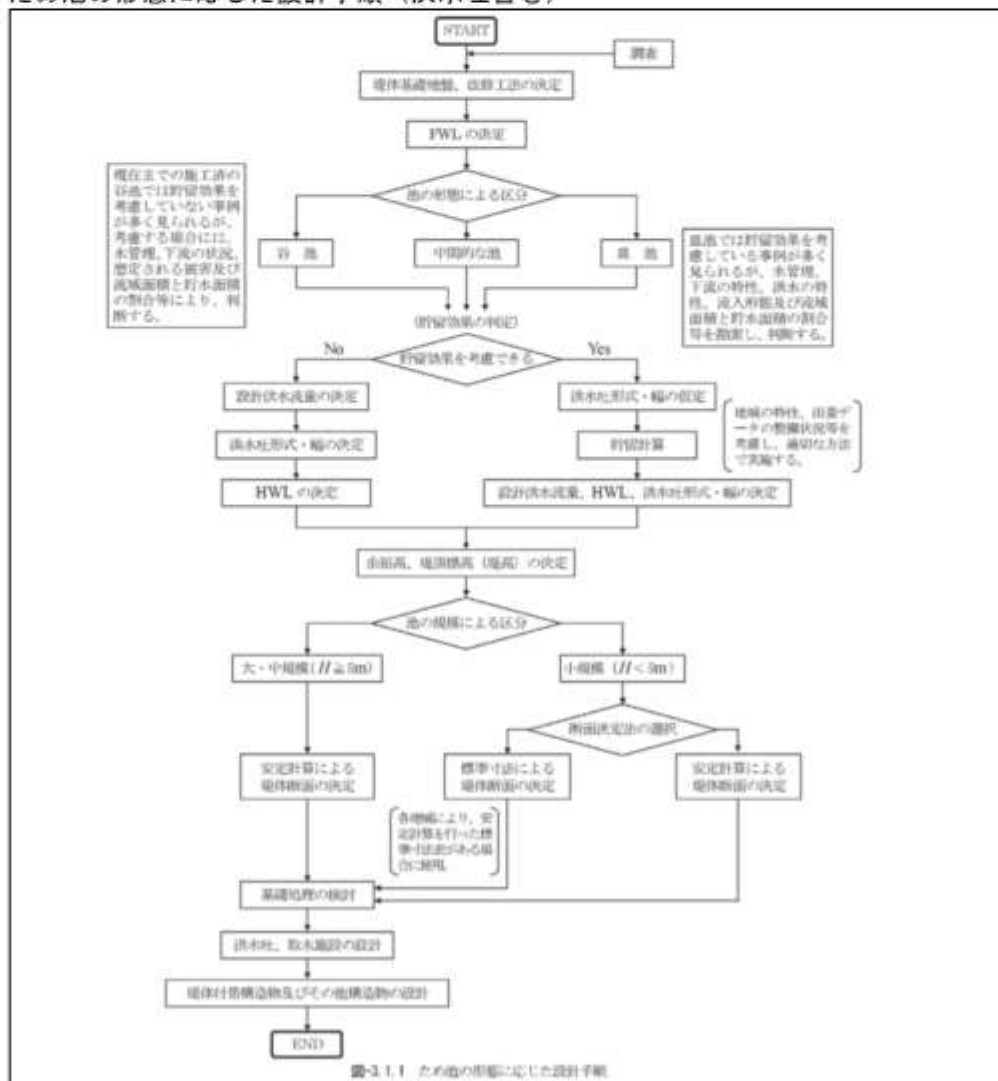 ため池の形態に応じた設計手順
START
調査
堤体基礎地盤、改修工法の決定
FWLの決定
現在までの施工済の
谷池では貯留効果を
考慮していない事例
が多く見られるが、
考慮する場合には、
水管理、下流の状況、
想定される被害及び
流域面積と貯水面積
の割合等により、判
断する。
池の形態による区分
谷 池
中間的な池
皿 池
皿池では貯留効果を考
慮している事例が多く
見られるが、水管理、
下流の特性、洪水の特
性、流入形態及び流域
面積と貯水面積の割合
等を勘案し、判断する。
(貯留効果の判定)
貯留効果を考慮できる
No
Yes
設計洪水流量の決定
洪水吐形式・幅の仮定
洪水吐形式・幅の決定
貯留計算
地域の特性、雨量デー
タの整備状況等を
考慮し、適切な方法
で実施する。
HWLの決定
設計洪水流量、HWL、洪水吐形式・幅の決定
余裕高、堤頂標高(堤高)の決定
池の規模による区分
大・中規模(H≧5m)
小規模(H<5m)
断面決定法の選択
安定計算による
堤体断面の決定
標準寸法による
堤体断面の決定
安定計算による
堤体断面の決定
各地域により、安
定計算を行った標
準寸法がある場
合に使用。
基礎処理の検討
洪水吐、取水施設の設計
堤体付帯構造物及びその他構造物の設計
END
図-3.1.1 ため池の形態に応じた設計手順